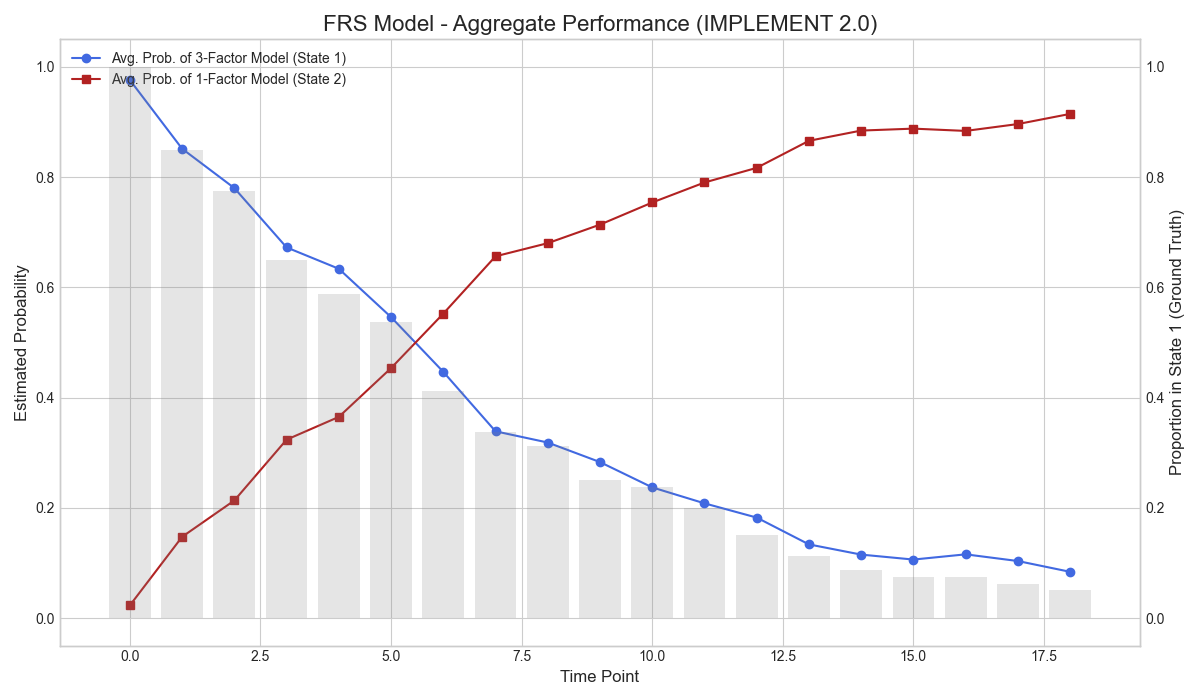 FRS Model - Aggregate Performance (IMPLEMENT 2.0)
Avg. Prob. of 3-Factor Model (State 1)
Avg. Prob. of 1-Factor Model (State 2)
Estimated Probability
1.0
0.8
0.6
0.4
0.2
0.0
1.0
0.8
0.6
0.4
0.2
0.0
Proportion in State 1 (Ground Truth)
0.0 2.5 5.0 7.5 10.0 12.5 15.0 17.5
Time Point